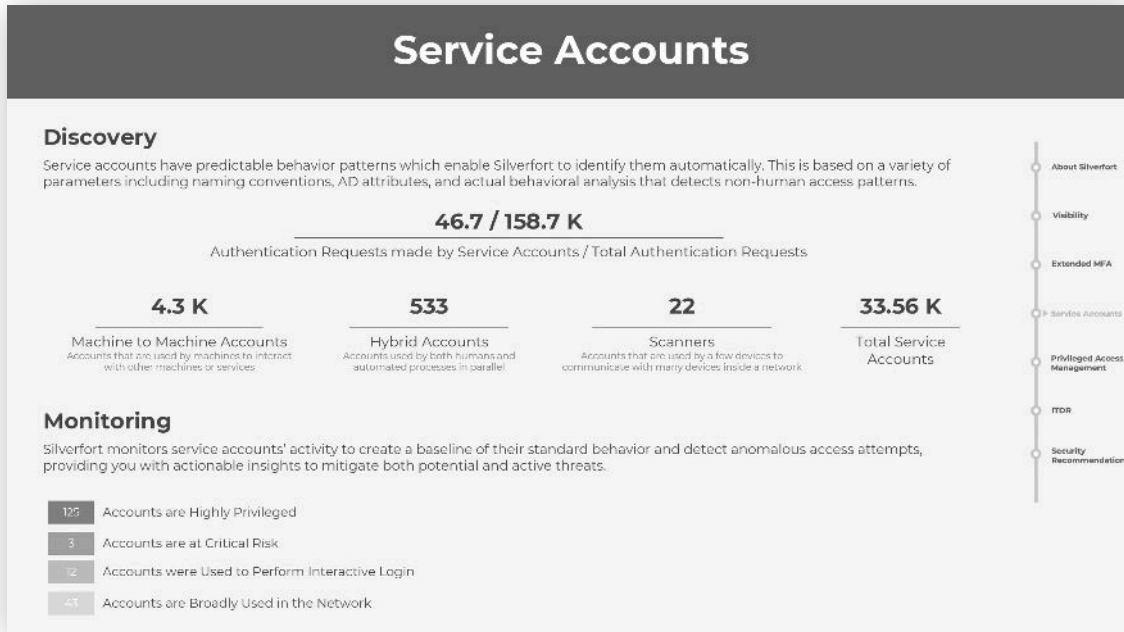 Service Accounts
Discovery
Service accounts have predictable behavior patterns which enable Silverfort to identify them automatically. This is based on a variety of
parameters including naming conventions, AD attributes, and actual behavioral analysis that detects non-human access patterns.
46.7 / 158.7 K
Authentication Requests made by Service Accounts / Total Authentication Requests
4.3 K
Machine to Machine Accounts
Accounts that are used by machines to interact
with other machines or services
533
Hybrid Accounts
Accounts used by both humans and
automated processes in parallel
22
Scanners
Accounts that are used by a few devices to
communicate with many devices inside a network
33.56 K
Total Service
Accounts
Monitoring
Silverfort monitors service accounts' activity to create a baseline of their standard behavior and detect anomalous access attempts,
providing you with actionable insights to mitigate both potential and active threats.
125 Accounts are Highly Privileged
3 Accounts are at Critical Risk
12 Accounts were Used to Perform Interactive Login
43 Accounts are Broadly Used in the Network
About Silverfort
Visibility
Extended MFA
Service Accounts
Privileged Access
Management
ITDR
Security
Recommendation